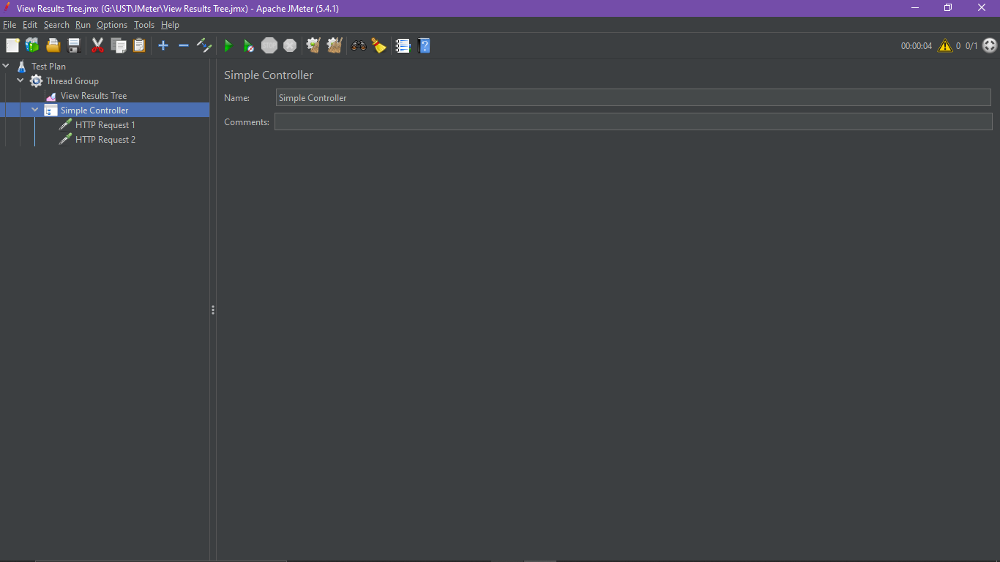 View Results Tree.jmx (G:\UST\JMeter\View Results Tree.jmx) - Apache JMeter (5.4.1)
File Edit Search Run Options Tools Help
STOP 00:00:04 0 0/1
Test Plan
Thread Group
View Results Tree
Simple Controller
HTTP Request 1
HTTP Request 2
Simple Controller
Name: Simple Controller
Comments: